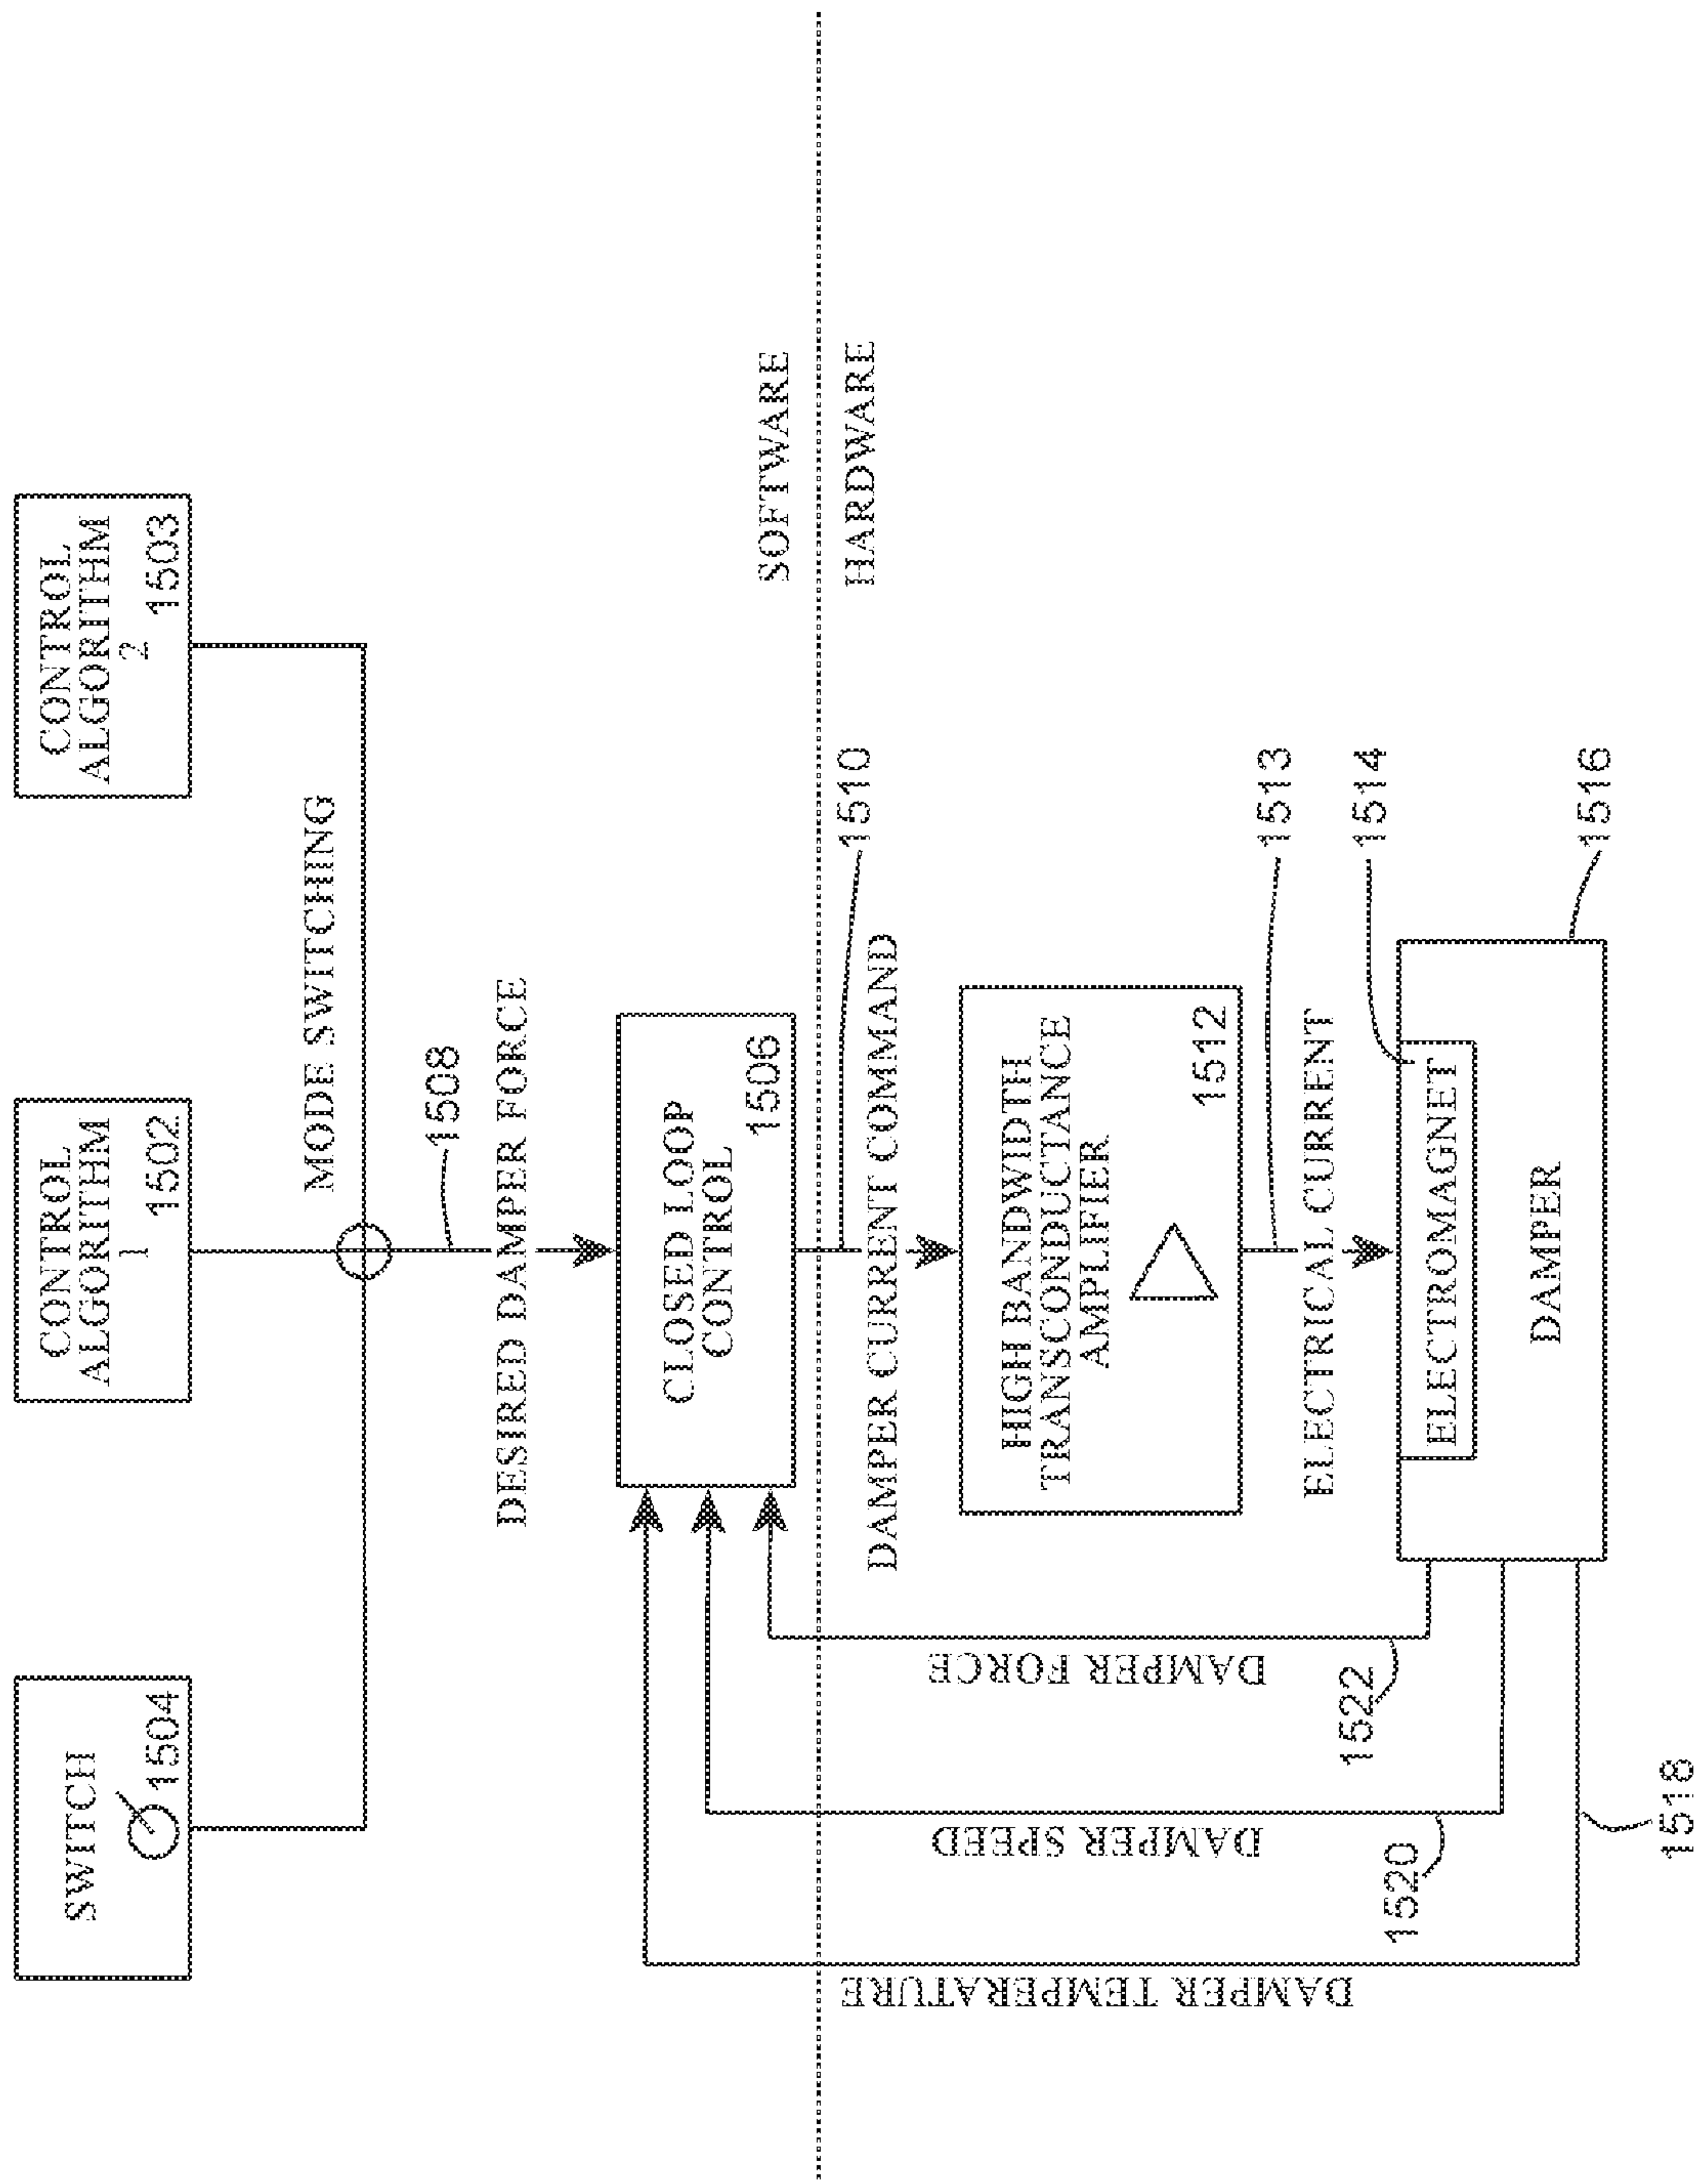 SWITCH
1504
CONTROL
ALGORITHM
1
1502
CONTROL
ALGORITHM
2
1503
MODE SWITCHING
1508
DESIRED DAMPER FORCE
CLOSED LOOP
CONTROL
1506
SOFTWARE
HARDWARE
1510
DAMPER CURRENT COMMAND
HIGH BANDWIDTH
TRANSCONDUCTANCE
AMPLIFIER
1512
1513
ELECTRICAL CURRENT
1514
ELECTROMAGNET
DAMPER
1516
DAMPER FORCE
1522
DAMPER SPEED
1520
DAMPER TEMPERATURE
1518